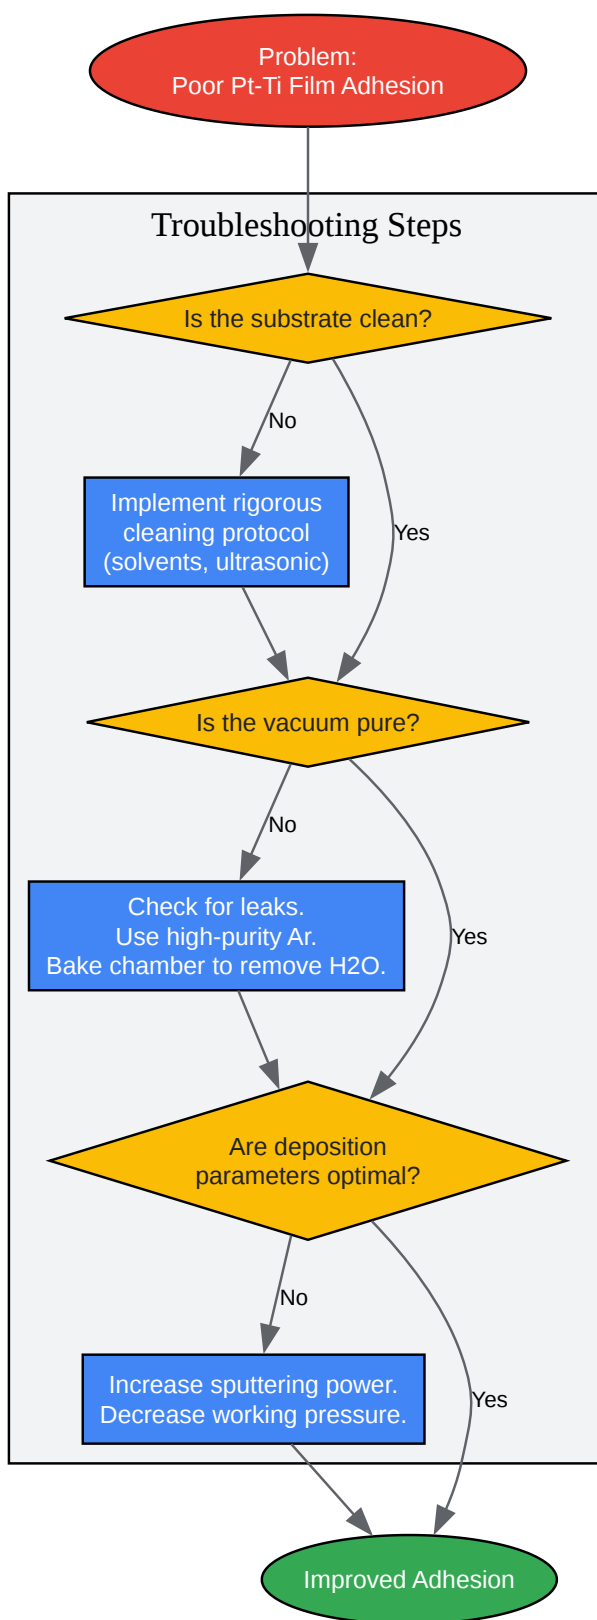 Problem:
Poor Pt-Ti Film Adhesion
Troubleshooting Steps
Is the substrate clean?
No
Implement rigorous
cleaning protocol
(solvents, ultrasonic)
Yes
Is the vacuum pure?
No
Check for leaks.
Use high-purity Ar.
Bake chamber to remove H2O.
Yes
Are deposition
parameters optimal?
No
Increase sputtering power.
Decrease working pressure.
Yes
Improved Adhesion